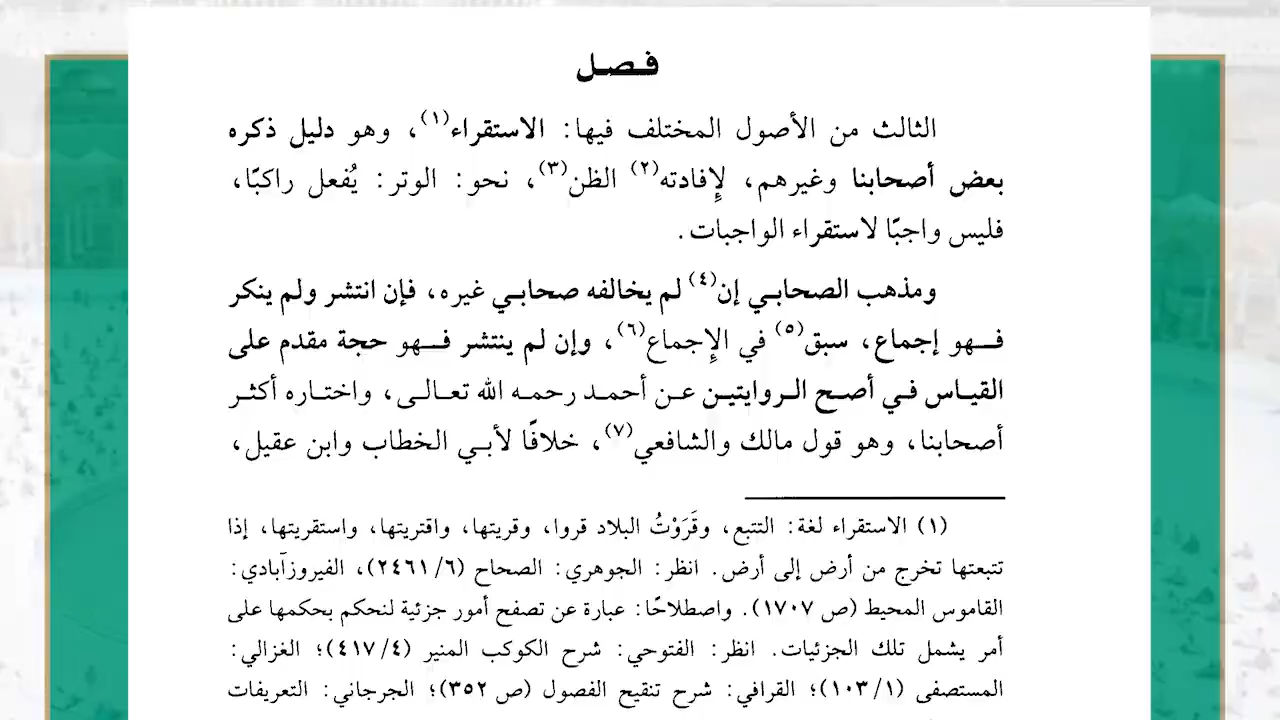 فـصـل
الثالث من الأصول المختلف فيها: الاستقراء(١)، وهو دليل ذكره
بعض أصحابنا وغيرهم، لإفادته(٢) الظن(٣)، نحو: الوتر: يُفعل راكبًا،
فليس واجبًا لاستقراء الواجبات.
ومذهب الصحابي إن(٤) لم يخالفه صحابي غيره، فإن انتشر ولم ينكر
فـهو إجماع، سبق(٥) في الإجماع(٦)، وإن لم ينتشر فـهو حجة مقدم على
القياس في أصح الروايتين عن أحمد رحمه الله تعالى، واختاره أكثر
أصحابنا، وهو قول مالك والشافعي(٧)، خلافًا لأبي الخطاب وابن عقيل،
(١) الاستقراء لغة: التتبع، وقَرَوْتُ البلاد قروا، وقريتها، واقتريتها، واستقريتها، إذا
تتبعتها تخرج من أرض إلى أرض. انظر: الجوهري: الصحاح (٢٤٦١/٦)، الفيروزآبادي:
القاموس المحيط (ص ١٧٠٧). واصطلاحًا: عبارة عن تصفح أمور جزئية لنحكم بحكمها على
أمر يشمل تلك الجزئيات. انظر: الفتوحي: شرح الكوكب المنير (٤١٧/٤)؛ الغزالي:
المستصفى (١٠٣/١)؛ القرافي: شرح تنقيح الفصول (ص ٣٥٢)؛ الجرجاني: التعريفات